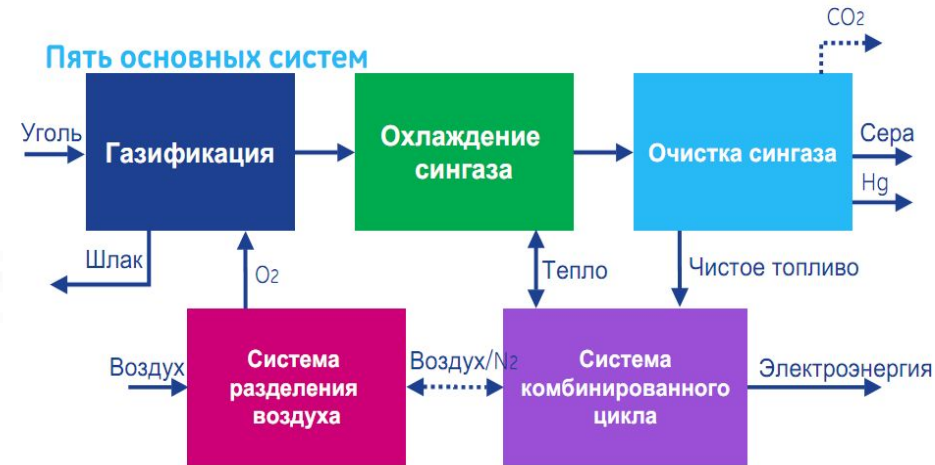 CO2
Пять основных систем
Уголь
Газификация
Охлаждение
сингаза
Очистка сингаза
Сера
Hg
Шлак
O2
Тепло
Чистое топливо
Воздух
Система
разделения
воздуха
Воздух/N2
Система
комбинированного
цикла
Электроэнергия